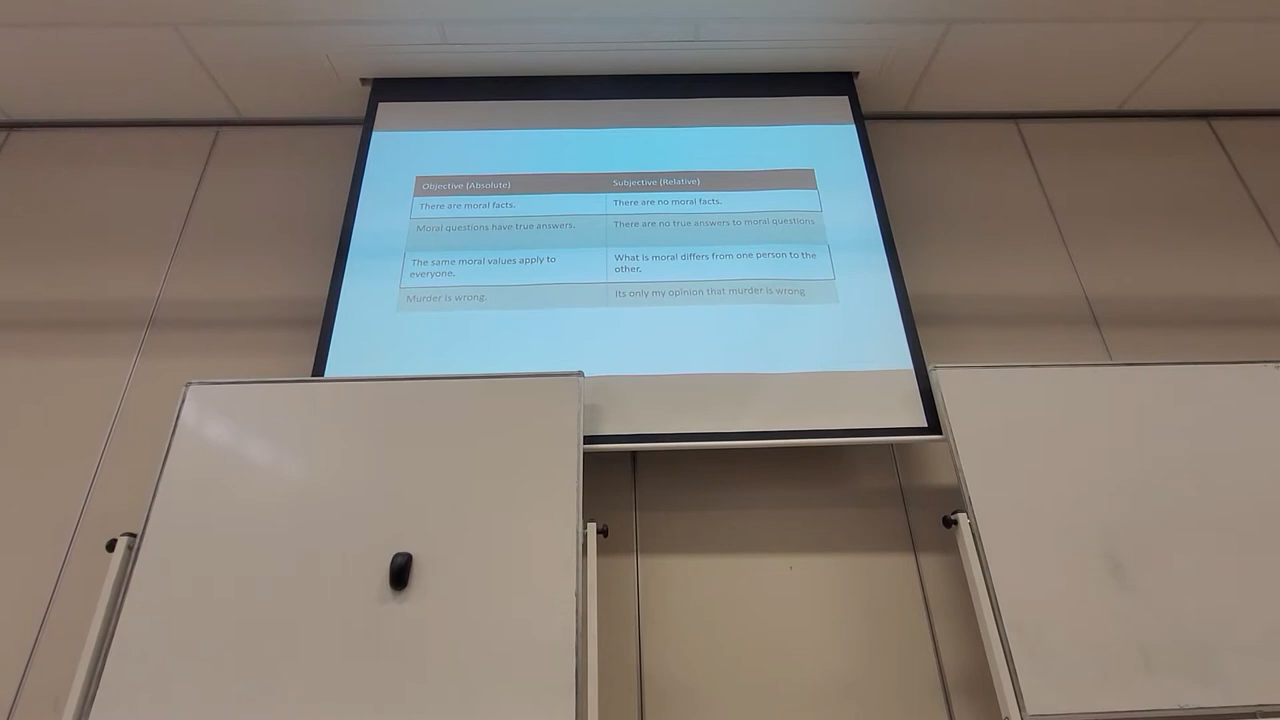 Objective (Absolute)
Subjective (Relative)
There are moral facts.
There are no moral facts.
Moral questions have true answers.
There are no true answers to moral questions
The same moral values apply to
everyone.
What is moral differs from one person to the
other.
Murder is wrong.
Its only my opinion that murder is wrong